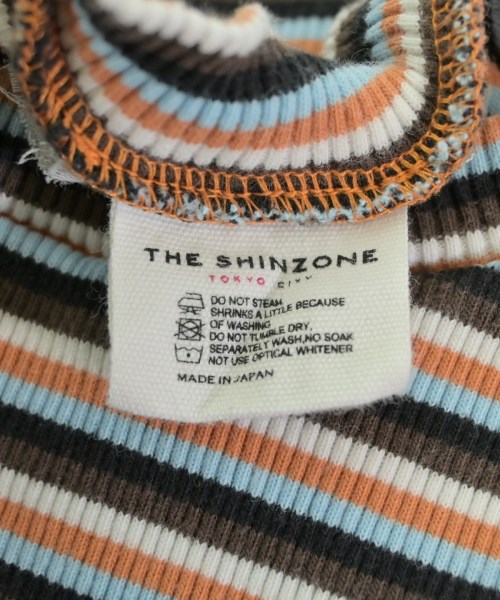 THE SHINZONE
TOKYO CITY
DO NOT STEAM.
SHRINKS A LITTLE BECAUSE
OF WASHING
DO NOT TUMBLE DRY,
SEPARATELY WASH,NO SOAK
NOT USE OPTICAL WHITENER
MADE IN JAPAN